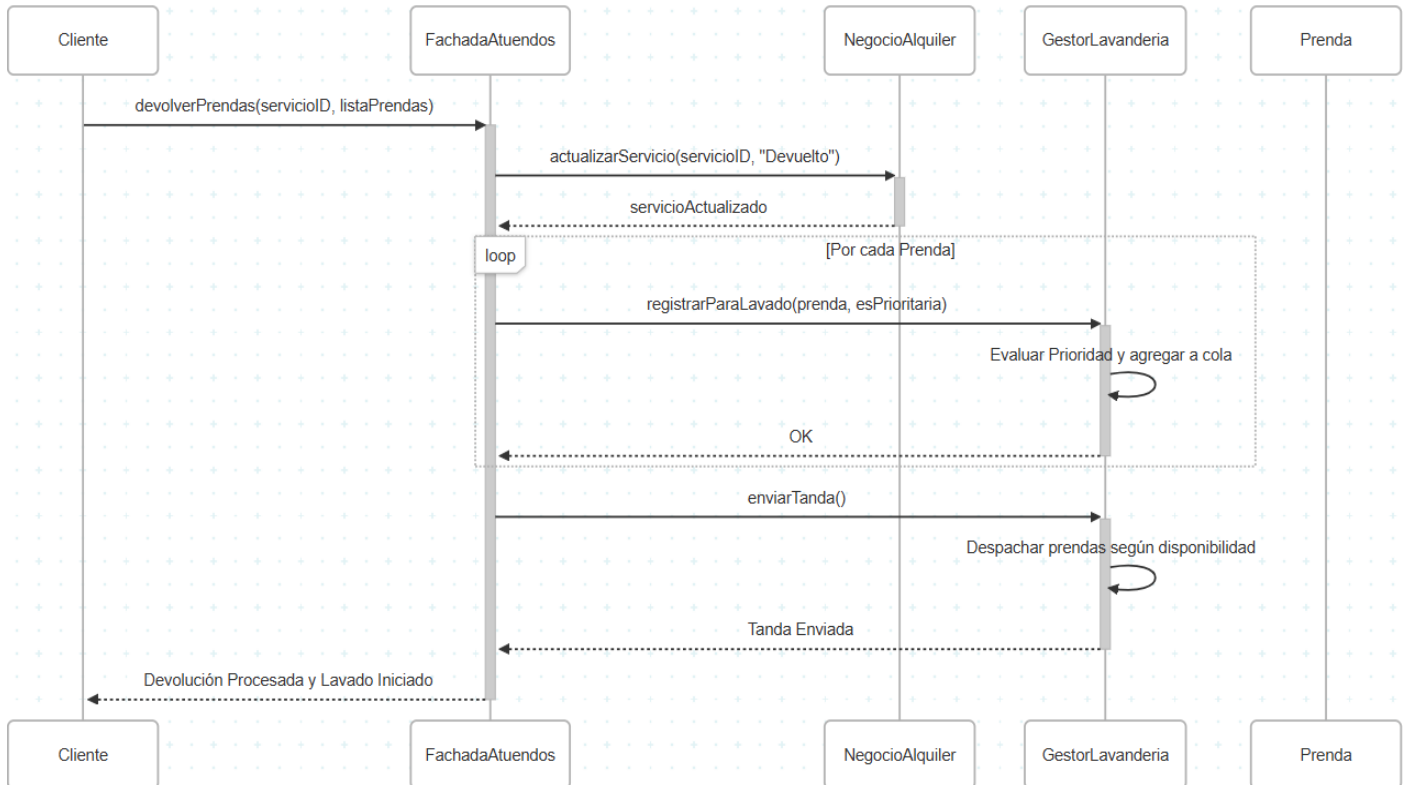 Cliente
FachadaAtuendos
NegocioAlquiler
GestorLavanderia
Prenda
devolverPrendas(servicioID, listaPrendas)
actualizarServicio(servicioID, "Devuelto")
servicioActualizado
loop
[Por cada Prenda]
registrarParaLavado(prenda, esPrioritaria)
Evaluar Prioridad y agregar a cola
OK
enviarTanda()
Despachar prendas según disponibilidad
Tanda Enviada
Devolución Procesada y Lavado Iniciado
Cliente
FachadaAtuendos
NegocioAlquiler
GestorLavanderia
Prenda